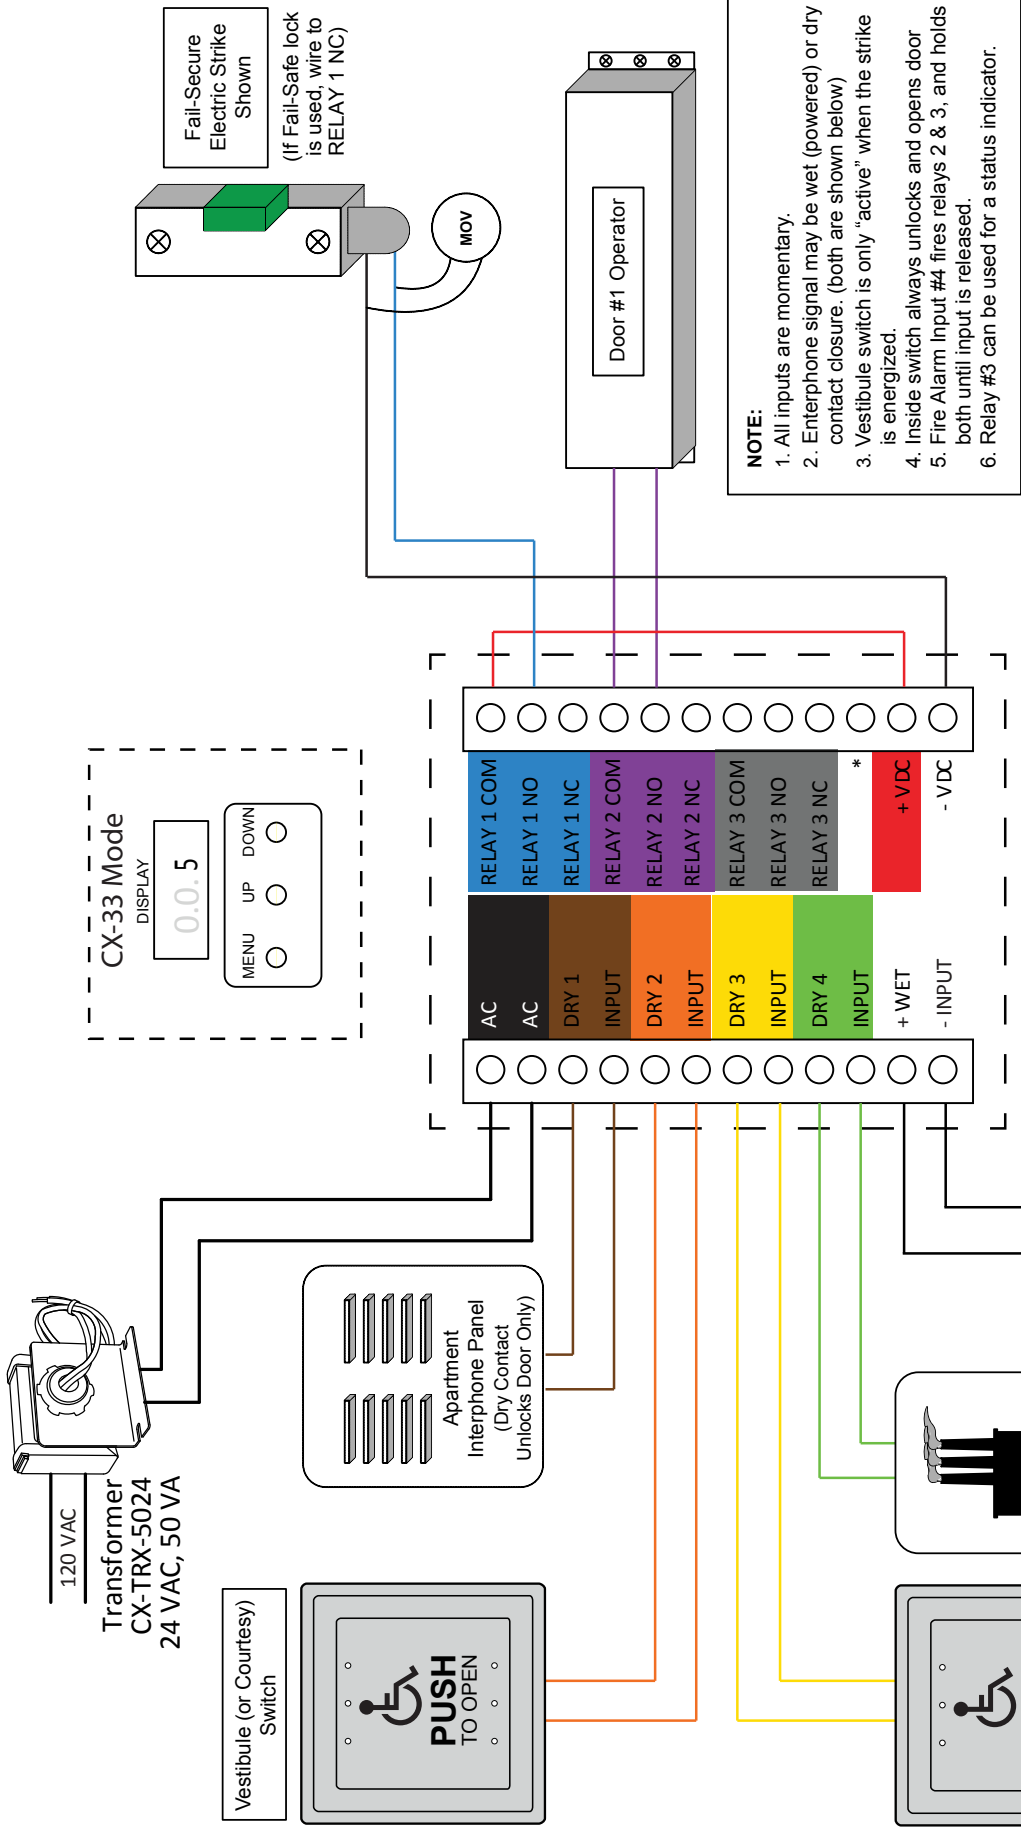 120 VAC
Transformer
CX-TRX-5024
24 VAC, 50 VA
CX-33 Mode
DISPLAY
0.0.5
MENU UP DOWN
Fail-Secure
Electric Strike
Shown
(If Fail-Safe lock
is used, wire to
RELAY 1 NC)
MOV
Vestibule (or Courtesy)
Switch
PUSH
TO OPEN
Apartment
Interphone Panel
(Dry Contact
Unlocks Door Only)
AC
AC
DRY 1
INPUT
DRY 2
INPUT
DRY 3
INPUT
DRY 4
INPUT
+ WET
- INPUT
RELAY 1 COM
RELAY 1 NO
RELAY 1 NC
RELAY 2 COM
RELAY 2 NO
RELAY 2 NC
RELAY 3 COM
RELAY 3 NO
RELAY 3 NC
*
+ VDC
- VDC
Door #1 Operator
NOTE:
1. All inputs are momentary.
2. Enterphone signal may be wet (powered) or dry
contact closure. (both are shown below)
3. Vestibule switch is only “active” when the strike
is energized.
4. Inside switch always unlocks and opens door
5. Fire Alarm Input #4 fires relays 2 & 3, and holds
both until input is released.
6. Relay #3 can be used for a status indicator.